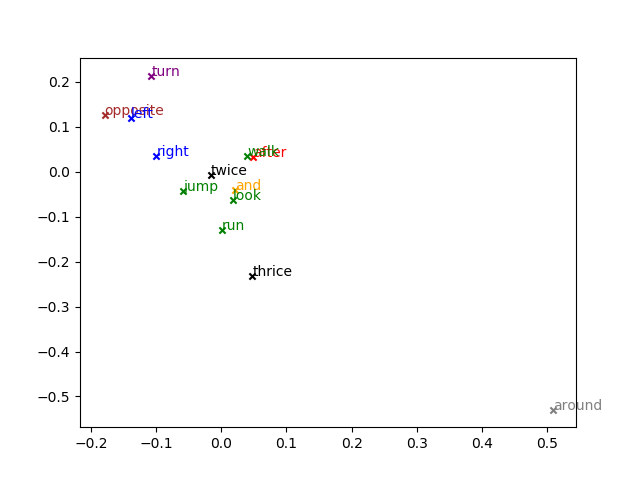 turn
opposite
left
right
walk
after
twice
jump
and
look
run
thrice
around
0.2
0.1
0.0
−0.1
−0.2
−0.3
−0.4
−0.5
−0.2 −0.1 0.0 0.1 0.2 0.3 0.4 0.5